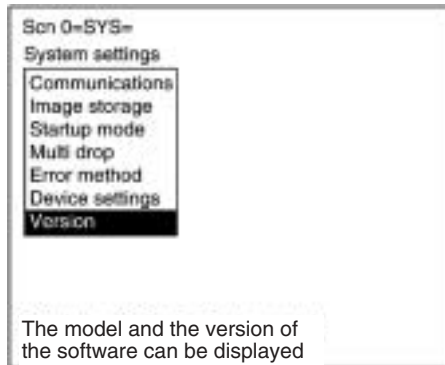 Scn 0=SYS=
System settings
Communications
Image storage
Startup mode
Multi drop
Error method
Device settings
Version
The model and the version of
the software can be displayed